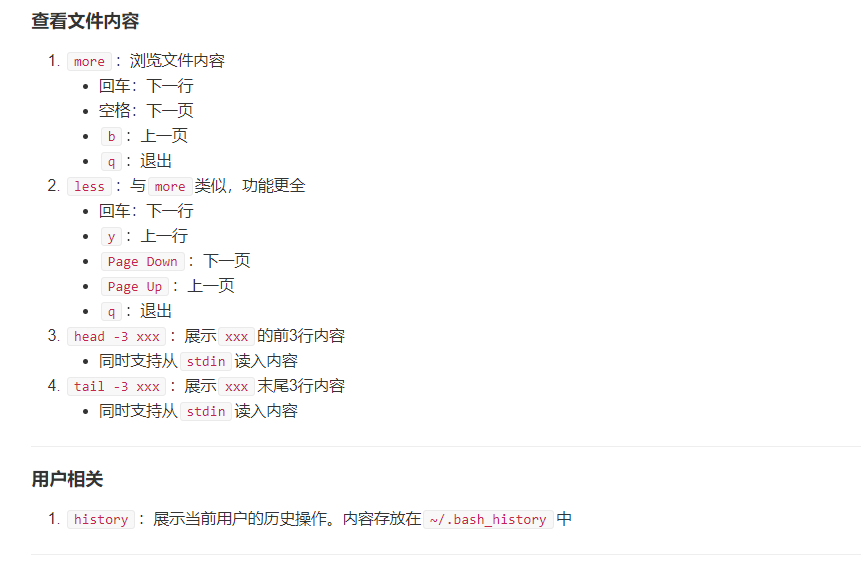 查看文件内容
1. more ：浏览文件内容
• 回车：下一行
• 空格：下一页
• b ：上一页
• q ：退出
2. less ：与 more 类似，功能更全
• 回车：下一行
• y ：上一行
• Page Down ：下一页
• Page Up ：上一页
• q ：退出
3. head -3 xxx ：展示 xxx 的前3行内容
• 同时支持从 stdin 读入内容
4. tail -3 xxx ：展示 xxx 末尾3行内容
• 同时支持从 stdin 读入内容
用户相关
1. history ：展示当前用户的历史操作。内容存放在 ~/.bash_history 中